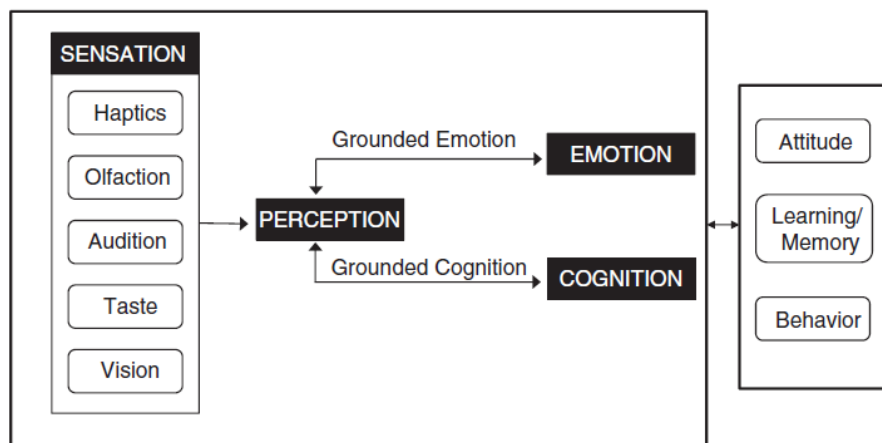 SENSATION
Haptics
Olfaction
Audition
Taste
Vision
PERCEPTION
Grounded Emotion
EMOTION
Grounded Cognition
COGNITION
Attitude
Learning/
Memory
Behavior